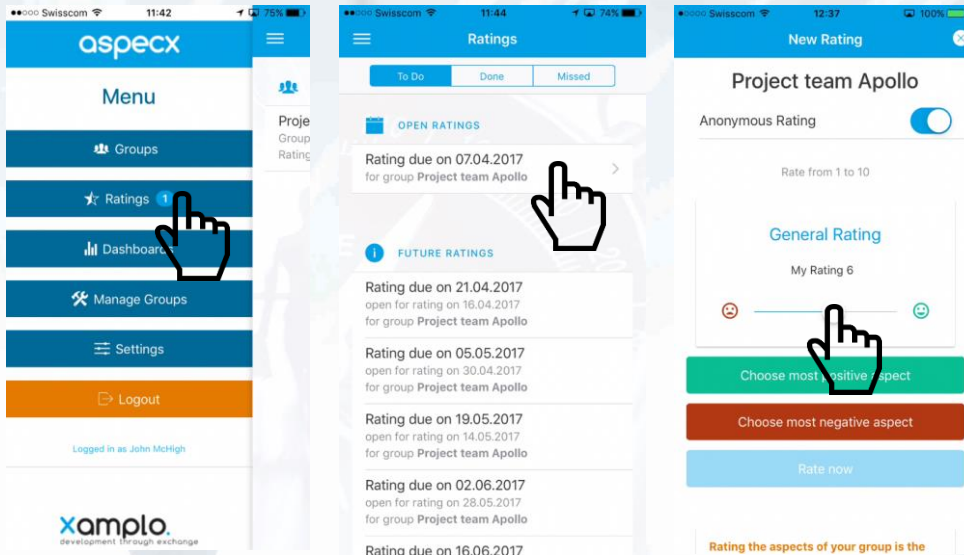 ●●○○○ Swisscom 11:42 75%
aspecx
Menu
Groups
Ratings 1
Dashboards
Manage Groups
Settings
Logout
Logged in as John McHigh
xamplo.
development through exchange
Proje
Group
Rating
●●○○○ Swisscom 11:44 74%
Ratings
To Do Done Missed
OPEN RATINGS
Rating due on 07.04.2017
for group Project team Apollo
FUTURE RATINGS
Rating due on 21.04.2017
open for rating on 16.04.2017
for group Project team Apollo
Rating due on 05.05.2017
open for rating on 30.04.2017
for group Project team Apollo
Rating due on 19.05.2017
open for rating on 14.05.2017
for group Project team Apollo
Rating due on 02.06.2017
open for rating on 28.05.2017
for group Project team Apollo
Rating due on 16.06.2017
●○○○○ Swisscom 12:37 100%
New Rating
Project team Apollo
Anonymous Rating
Rate from 1 to 10
General Rating
My Rating 6
Choose most positive aspect
Choose most negative aspect
Rate now
Rating the aspects of your group is the